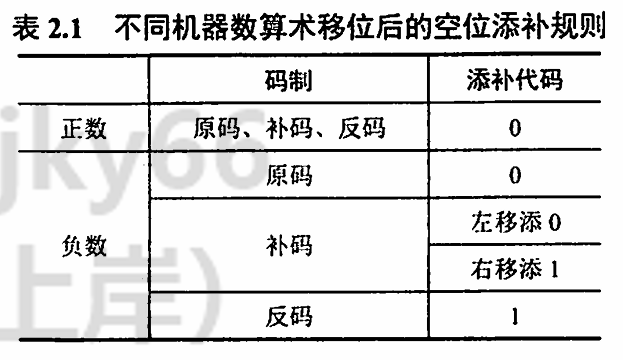 表 2.1 不同机器数算术移位后的空位添补规则
码制 添补代码
正数 原码、补码、反码 0
原码 0
左移添 0
负数 补码
右移添 1
反码 1
jky66
上岸）